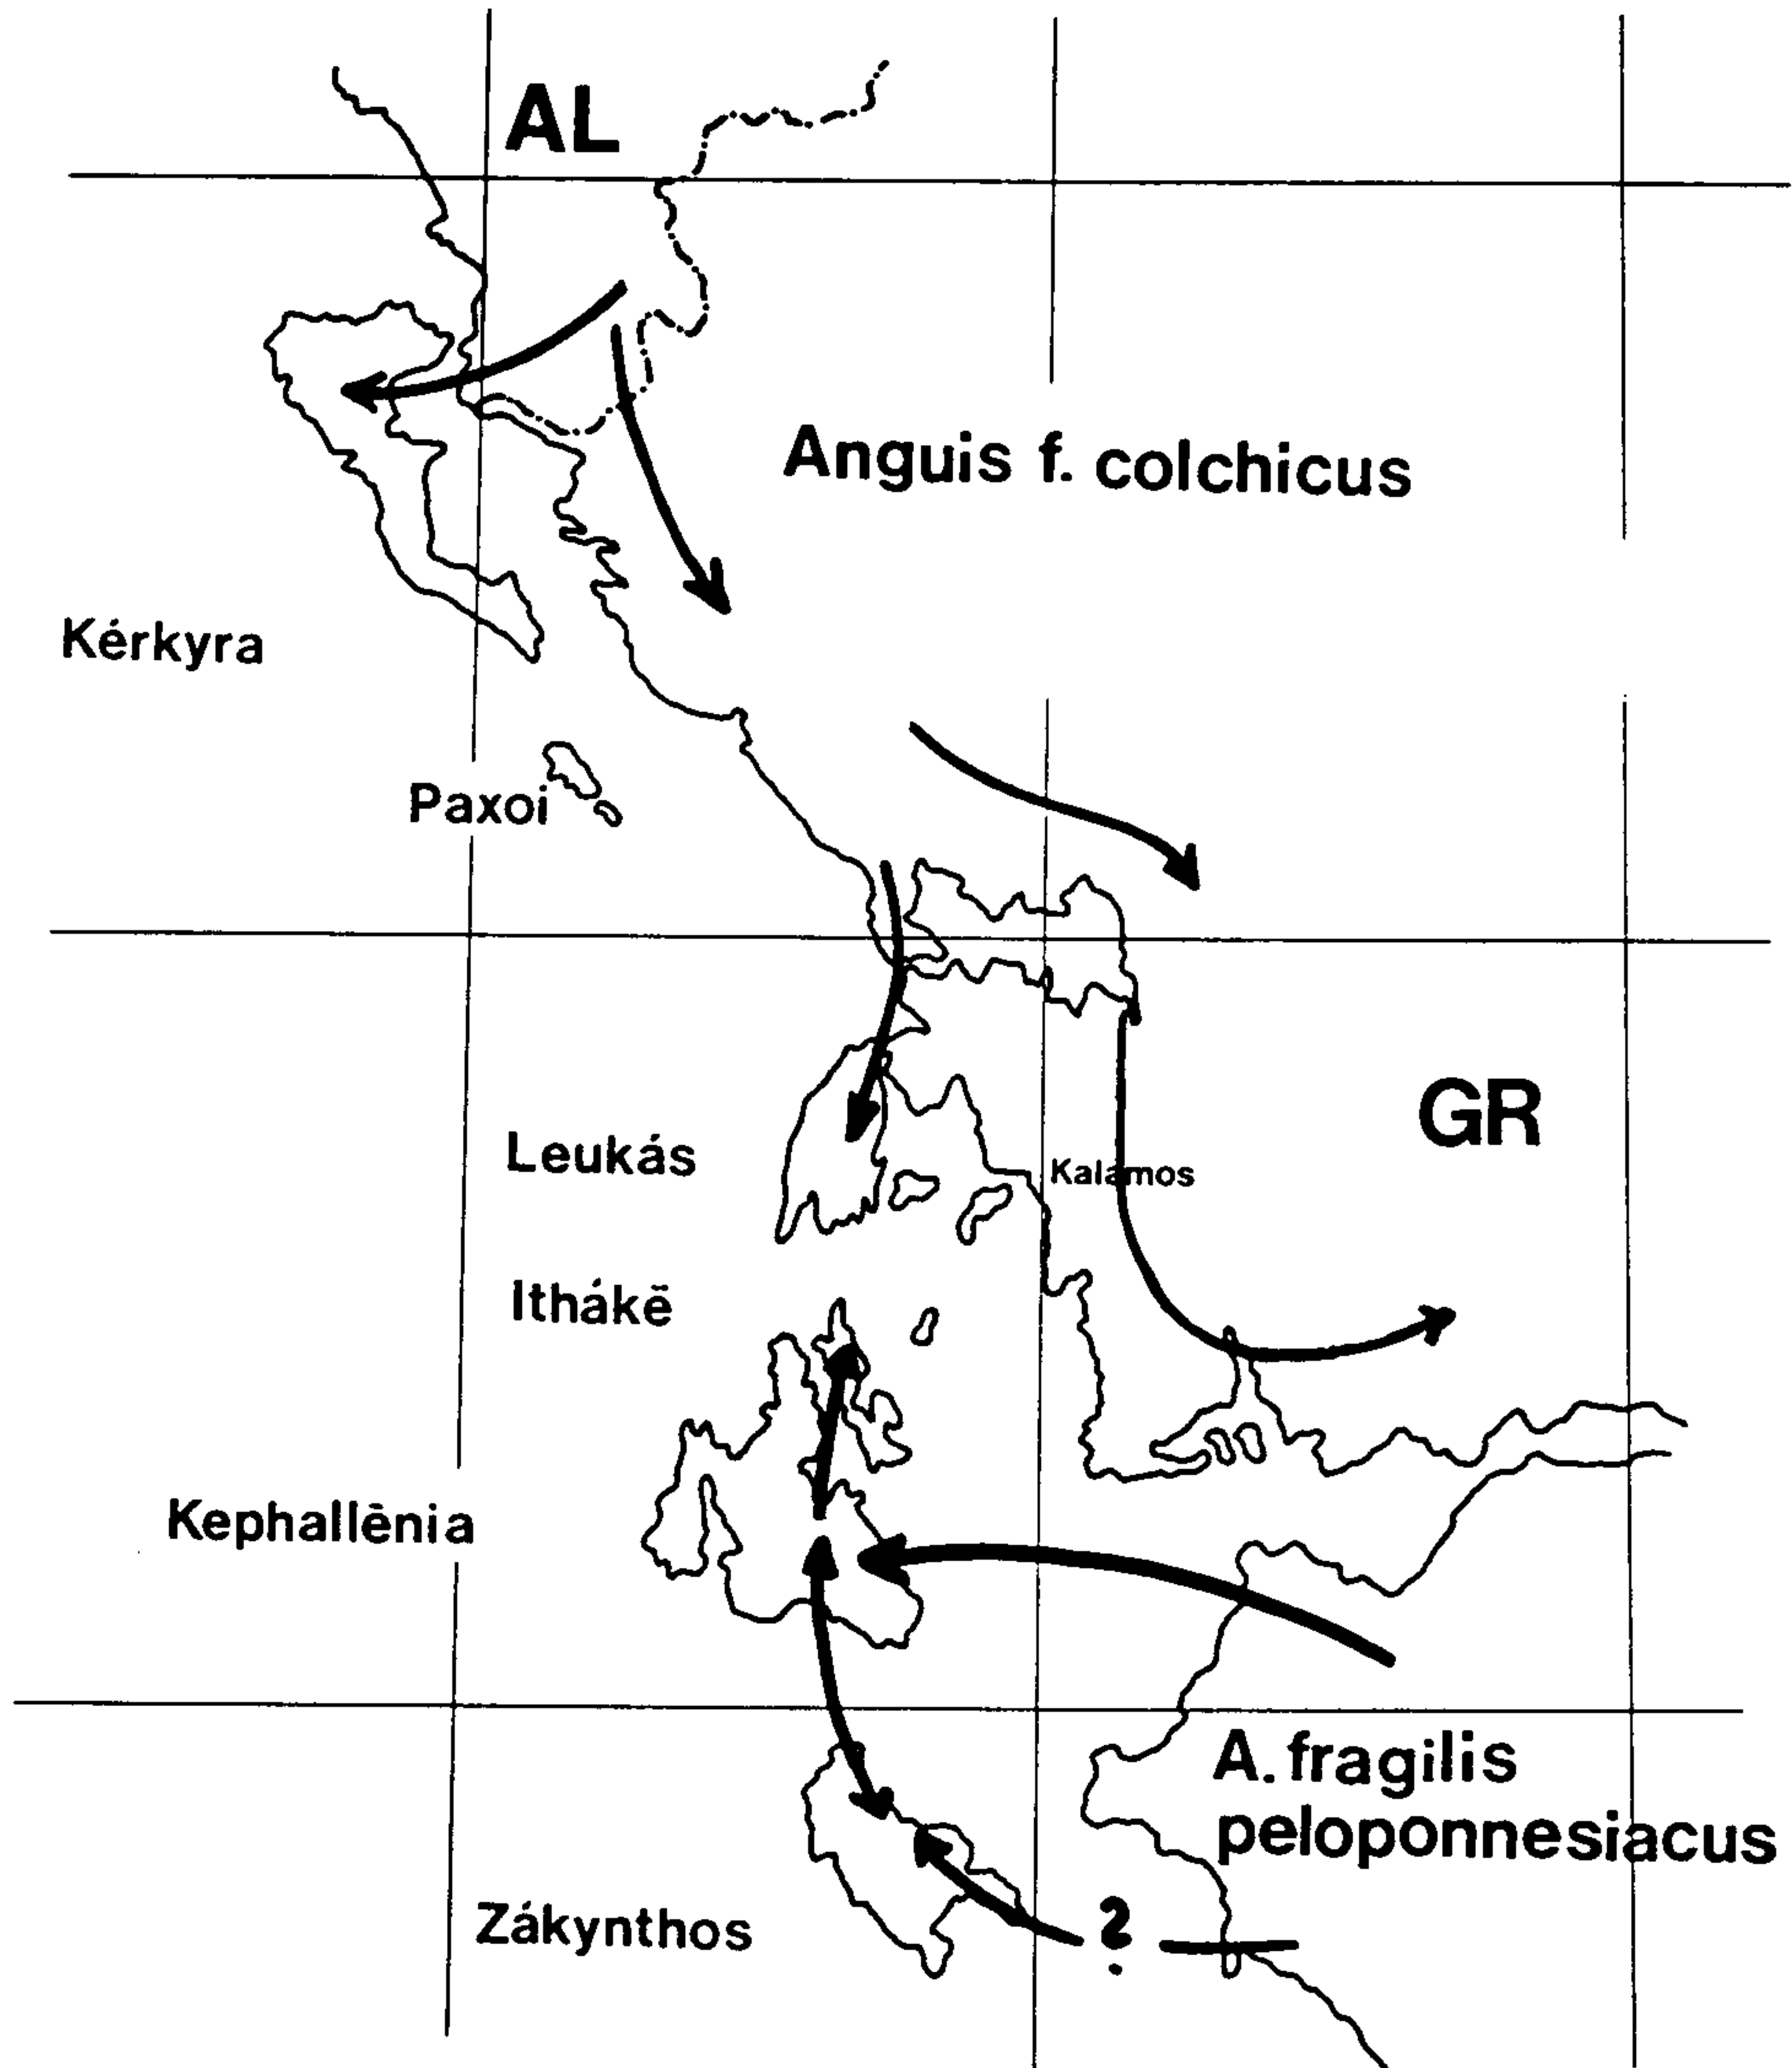 AL
Anguis f. colchicus
Kérkyra
Paxoi
GR
Leukás
Kalamos
Ithákē
Kephallēnia
A. fragilis
peloponnesiacus
Zákynthos
?